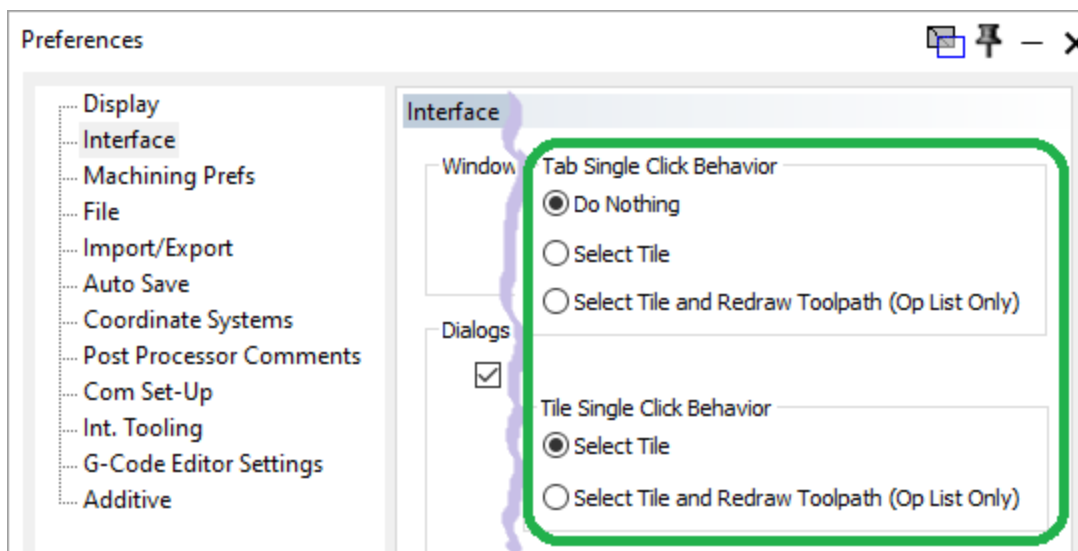 Preferences
Display
Interface
Machining Prefs
File
Import/Export
Auto Save
Coordinate Systems
Post Processor Comments
Com Set-Up
Int. Tooling
G-Code Editor Settings
Additive
Interface
Window
Tab Single Click Behavior
Do Nothing
Select Tile
Select Tile and Redraw Toolpath (Op List Only)
Dialogs
Tile Single Click Behavior
Select Tile
Select Tile and Redraw Toolpath (Op List Only)